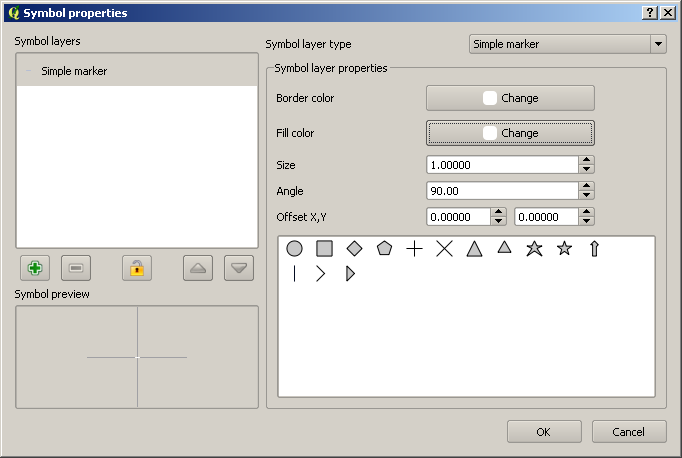 Symbol properties
Symbol layers
Simple marker
Symbol layer type
Simple marker
Symbol layer properties
Border color
Change
Fill color
Change
Size
1.00000
Angle
90.00
Offset X,Y
0.00000
0.00000
Symbol preview
OK
Cancel